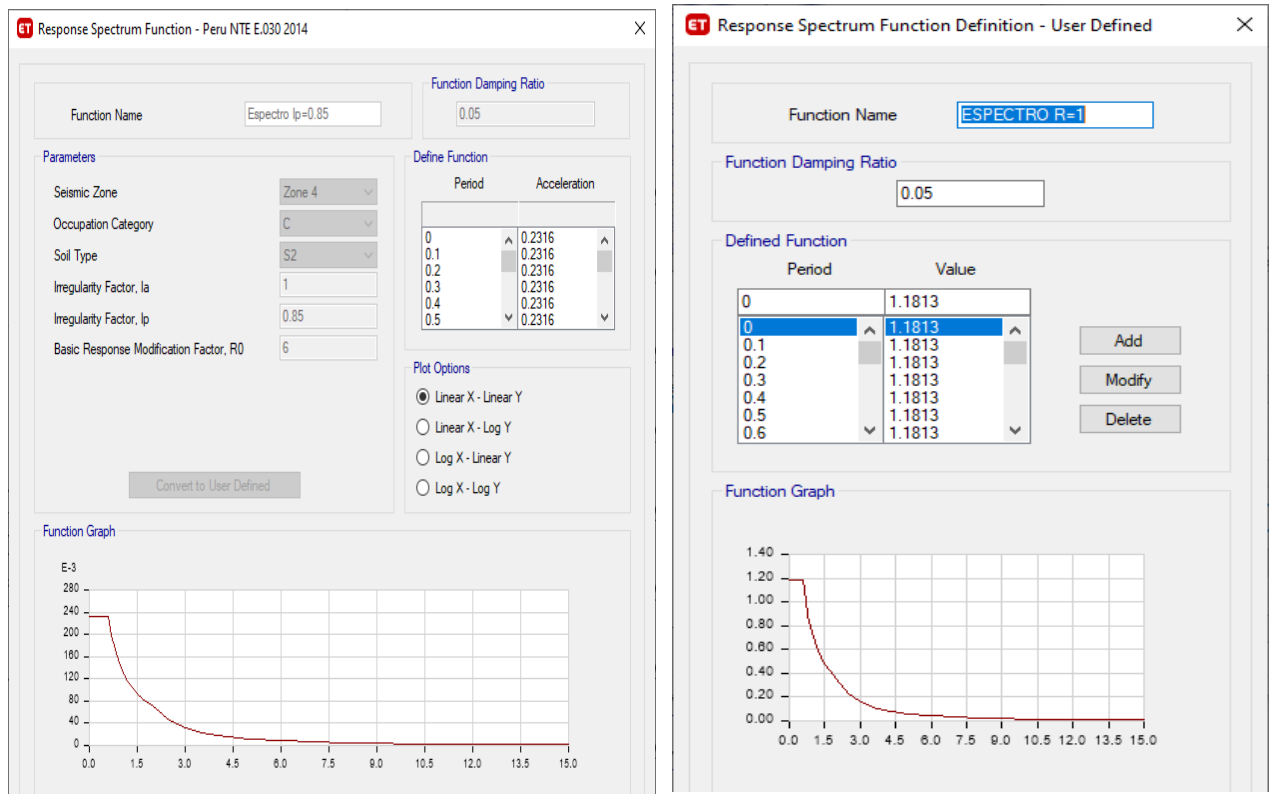 ET Response Spectrum Function - Peru NTE E.030 2014
Function Name
Espectro Ip=0.85
Function Damping Ratio
0.05
Parameters
Seismic Zone
Zone 4
Occupation Category
C
Soil Type
S2
Irregularity Factor, Ia
1
Irregularity Factor, Ip
0.85
Basic Response Modification Factor, R0
6
Convert to User Defined
Define Function
Period Acceleration
0 0.2316
0.1 0.2316
0.2 0.2316
0.3 0.2316
0.4 0.2316
0.5 0.2316
Plot Options
Linear X - Linear Y
Linear X - Log Y
Log X - Linear Y
Log X - Log Y
Function Graph
E-3
280
240
200
160
120
80
40
0
0.0 1.5 3.0 4.5 6.0 7.5 9.0 10.5 12.0 13.5 15.0
ET Response Spectrum Function Definition - User Defined
Function Name
ESPECTRO R=1
Function Damping Ratio
0.05
Defined Function
Period Value
0 1.1813
0 1.1813
0.1 1.1813
0.2 1.1813
0.3 1.1813
0.4 1.1813
0.5 1.1813
0.6 1.1813
Add
Modify
Delete
Function Graph
1.40
1.20
1.00
0.80
0.60
0.40
0.20
0.00
0.0 1.5 3.0 4.5 6.0 7.5 9.0 10.5 12.0 13.5 15.0